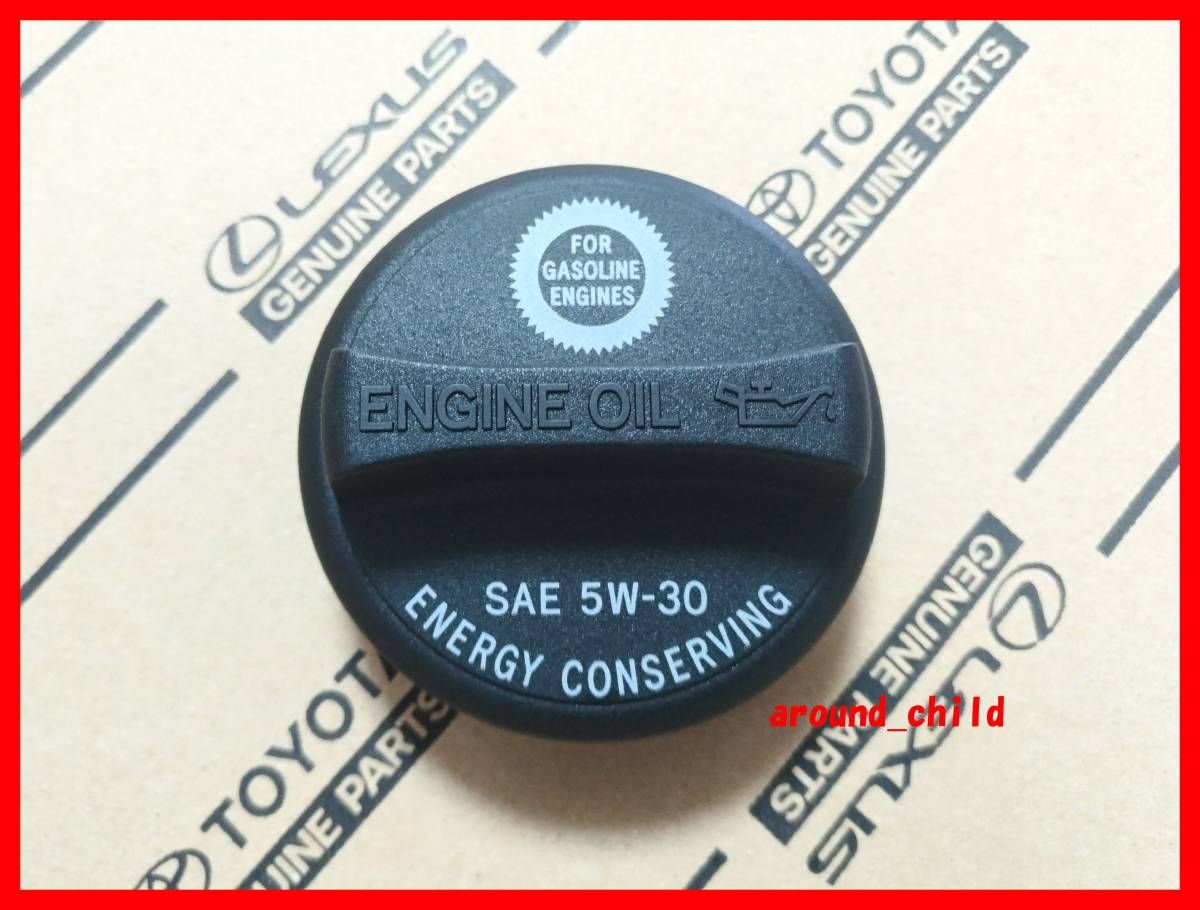 LEXUS
GENUINE PARTS
TOYOTA
GENUINE PARTS
FOR
GASOLINE
ENGINES
ENGINE OIL
SAE 5W-30
ENERGY CONSERVING
around_child
TOYOTA
GENUINE PARTS
LEXUS
GENUINE PARTS